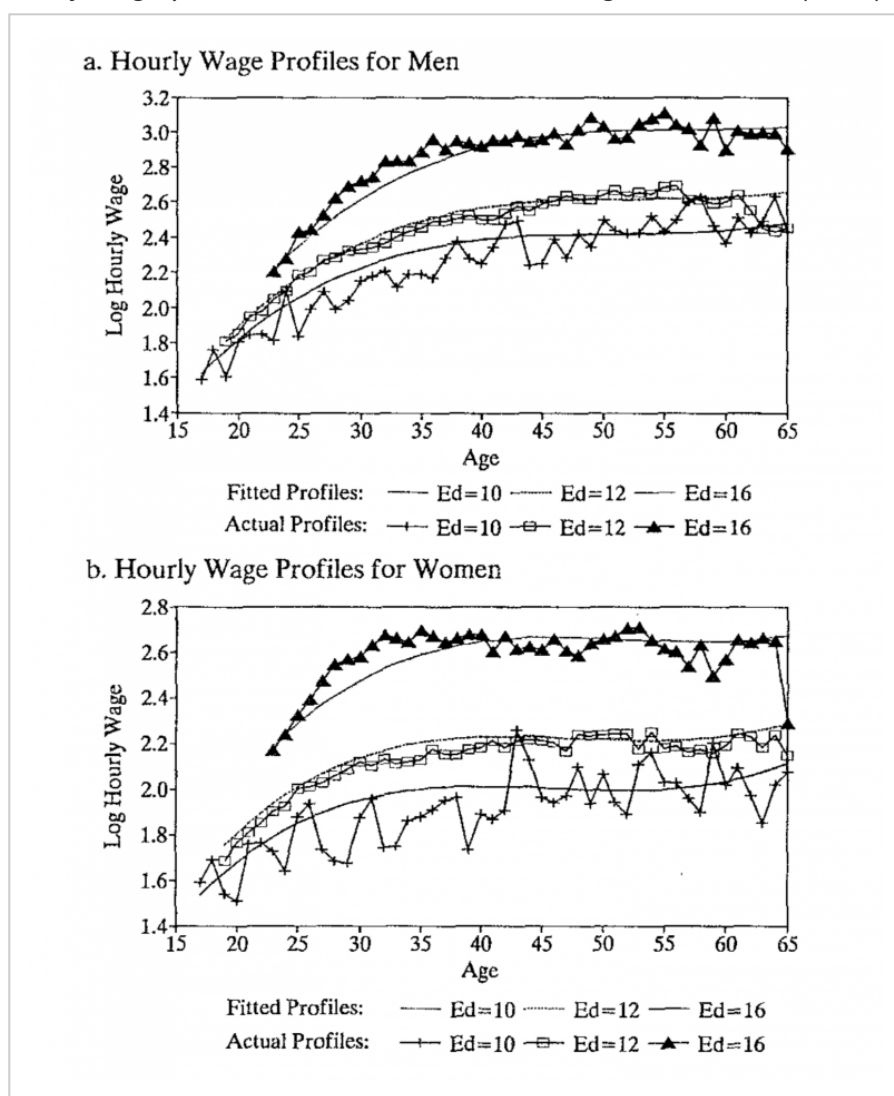 a. Hourly Wage Profiles for Men
3.2
3.0
2.8
2.6
2.4
2.2
2.0
1.8
1.6
1.4
Log Hourly Wage
15 20 25 30 35 40 45 50 55 60 65
Age
Fitted Profiles: Ed=10 Ed=12 Ed=16
Actual Profiles: Ed=10 Ed=12 Ed=16
b. Hourly Wage Profiles for Women
2.8
2.6
2.4
2.2
2.0
1.8
1.6
1.4
Log Hourly Wage
15 20 25 30 35 40 45 50 55 60 65
Age
Fitted Profiles: Ed=10 Ed=12 Ed=16
Actual Profiles: Ed=10 Ed=12 Ed=16